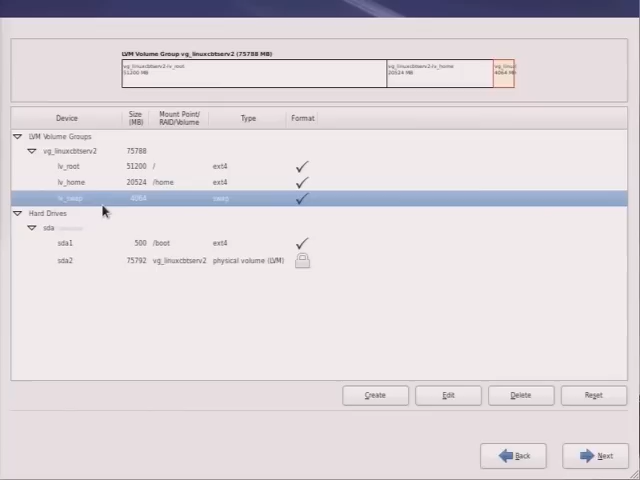 LVM Volume Group vg_linuxcbtserv2 (75788 MB)
vg_linuxcbtserv2-lv_root vg_linuxcbtserv2-lv_home
51200 MB 20524 MB 4064 MB
Device Size (MB) Mount Point/ RAID/Volume Type Format
LVM Volume Groups
vg_linuxcbtserv2 75788
lv_root 51200 / ext4
lv_home 20524 /home ext4
lv_swap 4064 swap
Hard Drives
sda
sda1 500 /boot ext4
sda2 75792 vg_linuxcbtserv2 physical volume (LVM)
Create Edit Delete Reset
Back Next